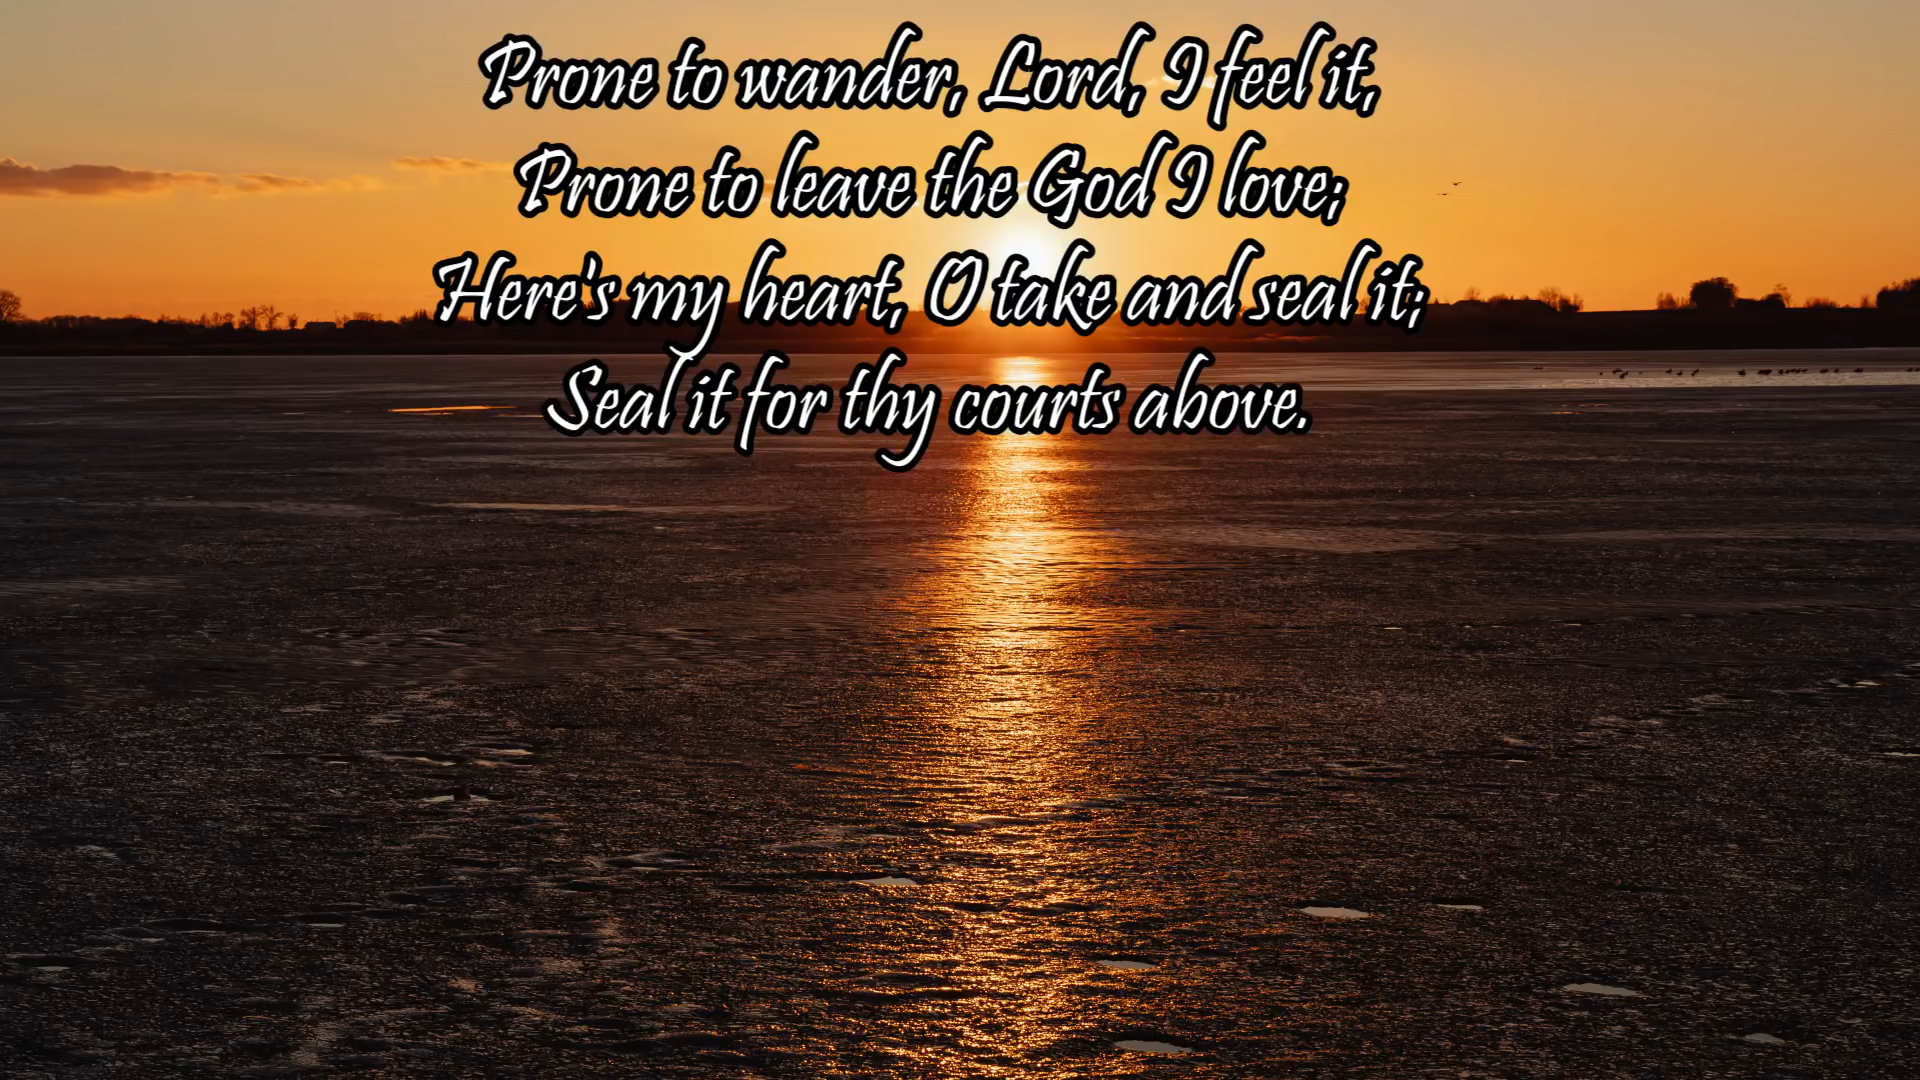 Prone to wander, Lord, I feel it,
Prone to leave the God I love;
Here's my heart, O take and seal it;
Seal it for thy courts above.